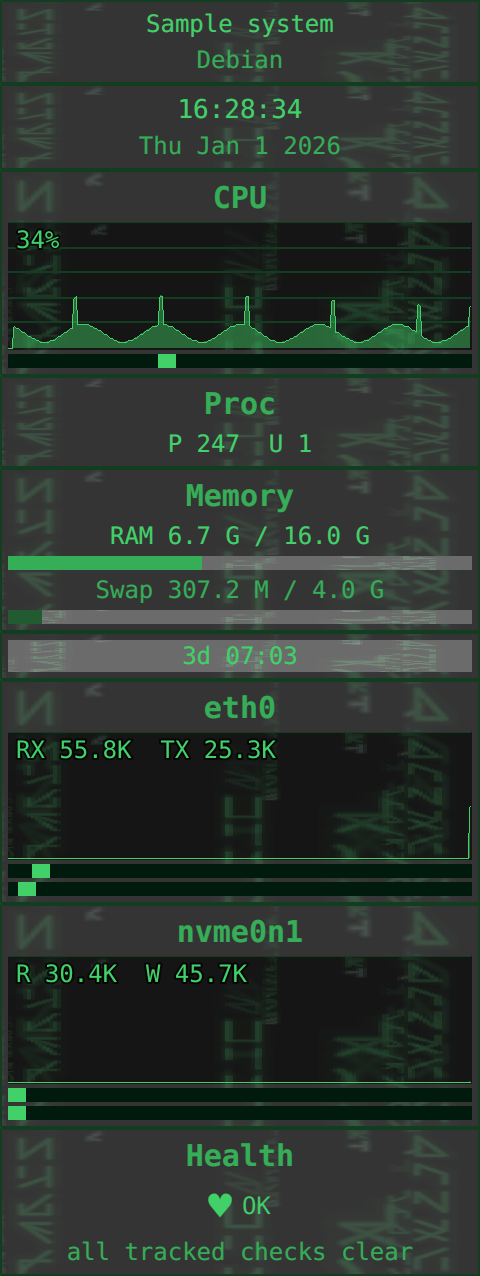 Sample system
Debian
16:28:34
Thu Jan 1 2026
CPU
34%
Proc
P 247 U 1
Memory
RAM 6.7 G / 16.0 G
Swap 307.2 M / 4.0 G
3d 07:03
eth0
RX 55.8K TX 25.3K
nvme0n1
R 30.4K W 45.7K
Health
♥ OK
all tracked checks clear